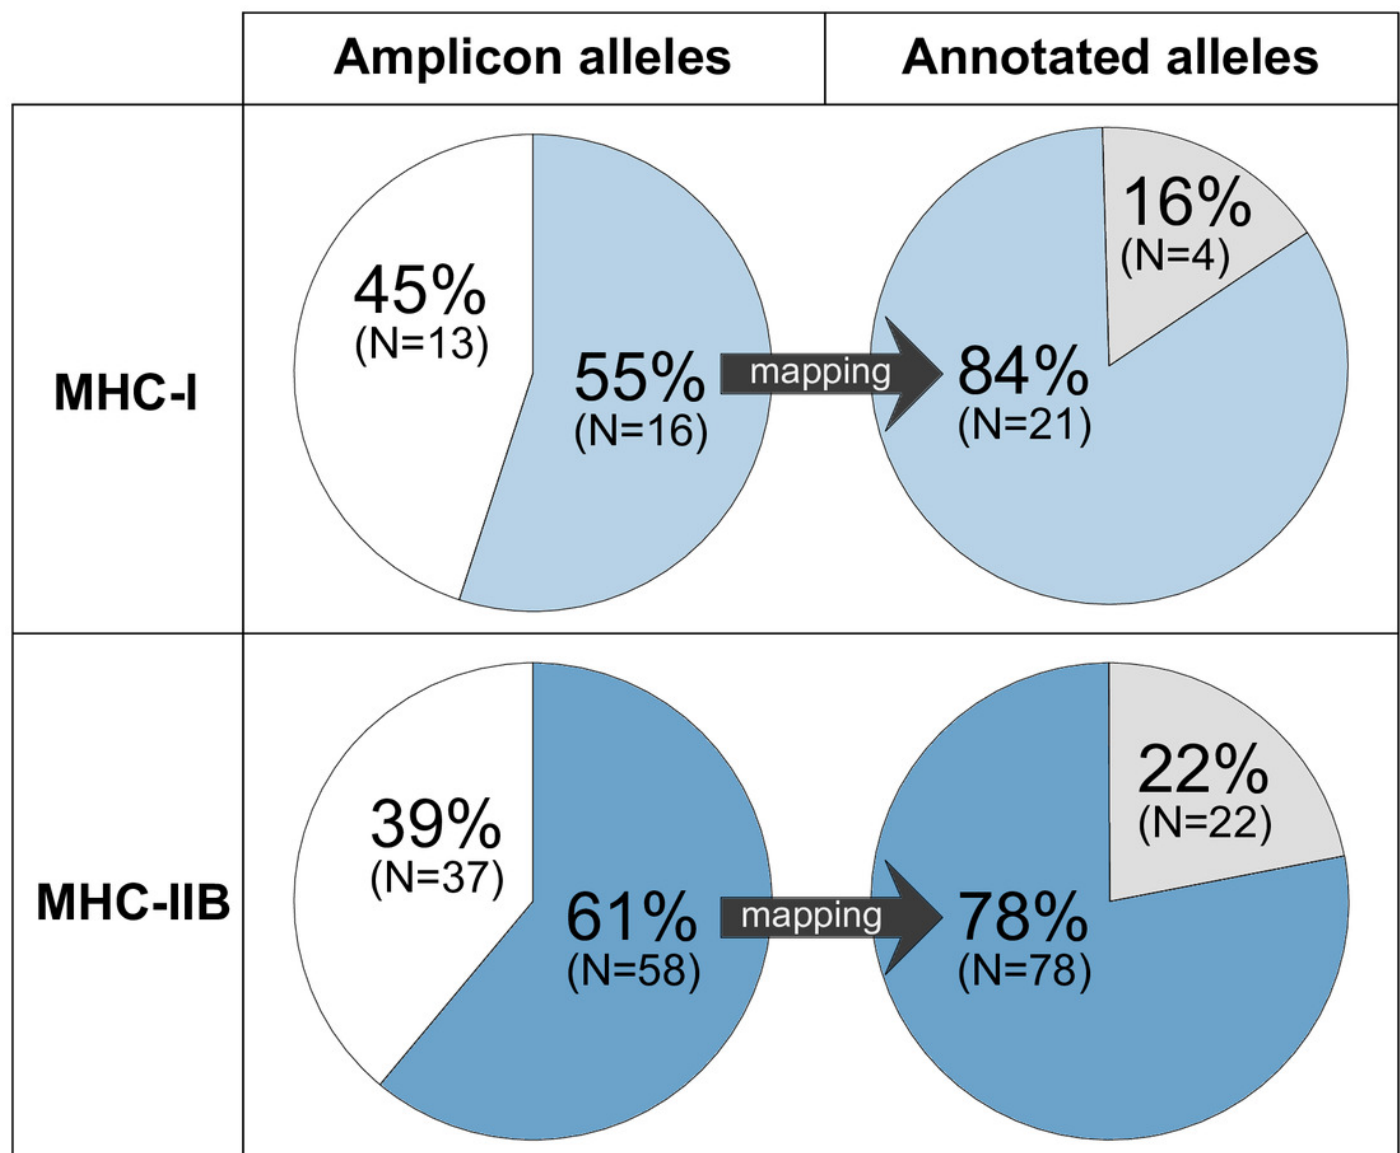 Amplicon alleles
Annotated alleles
MHC-I
45%
(N=13)
55%
(N=16)
mapping
84%
(N=21)
16%
(N=4)
MHC-IIB
39%
(N=37)
61%
(N=58)
mapping
78%
(N=78)
22%
(N=22)